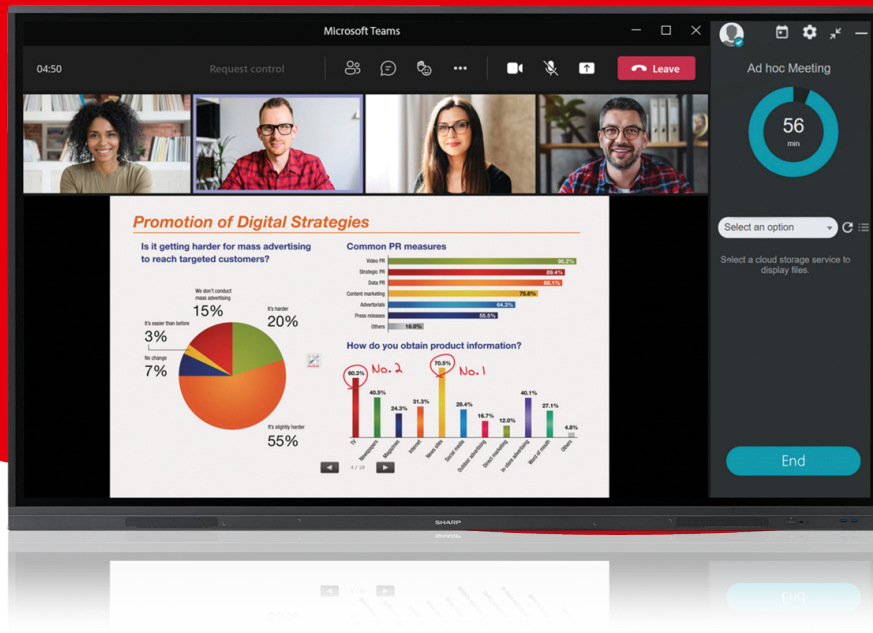 Microsoft Teams
04:50
Request control
Leave
Ad hoc Meeting
56
min
Select an option
Select a cloud storage service to
display files.
End
Promotion of Digital Strategies
Is it getting harder for mass advertising
to reach targeted customers?
We don't conduct
mass advertising
15%
It's harder
20%
It's easier than before
3%
No change
7%
It's slightly harder
55%
Common PR measures
Video PR 95.2%
Strategic PR 89.4%
Data PR 88.1%
Content marketing 75.6%
Advertorials 64.3%
Press releases 55.5%
Others 18.0%
How do you obtain product information?
60.3% No. 2
70.5% No. 1
40.5%
24.3%
31.3%
28.4%
16.7%
12.0%
40.1%
27.1%
4.8%
TV
Newspapers
Magazines
Internet
News sites
Social media
Outdoor advertising
Direct marketing
In-store advertising
Word of mouth
Others
4 / 18
SHARP